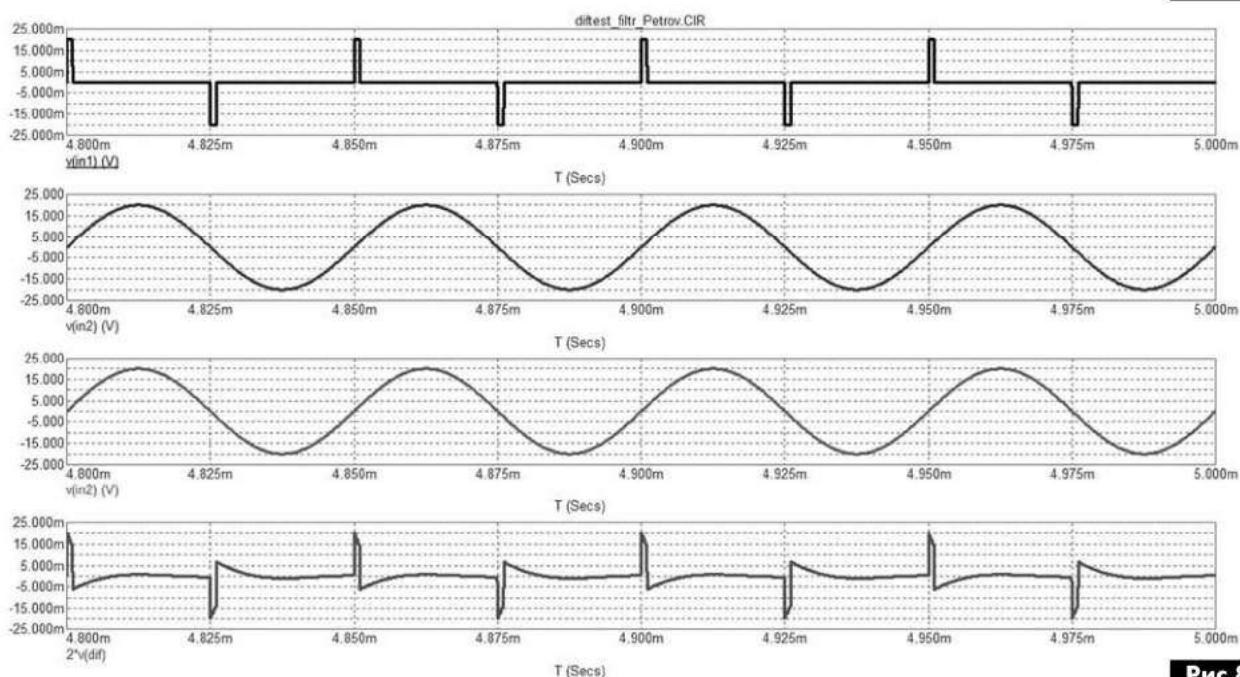 diftest_filtr_Petrov.CIR
25.000m
15.000m
5.000m
-5.000m
-15.000m
-25.000m
4.800m 4.825m 4.850m 4.875m 4.900m 4.925m 4.950m 4.975m 5.000m
v(in1) (V)
T (Secs)
25.000
15.000
5.000
-5.000
-15.000
-25.000
4.800m 4.825m 4.850m 4.875m 4.900m 4.925m 4.950m 4.975m 5.000m
v(in2) (V)
T (Secs)
25.000
15.000
5.000
-5.000
-15.000
-25.000
4.800m 4.825m 4.850m 4.875m 4.900m 4.925m 4.950m 4.975m 5.000m
v(in2) (V)
T (Secs)
25.000m
15.000m
5.000m
-5.000m
-15.000m
-25.000m
4.800m 4.825m 4.850m 4.875m 4.900m 4.925m 4.950m 4.975m 5.000m
2*v(dif)
T (Secs)
Рис